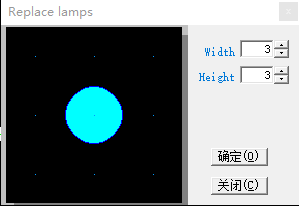 Replace lamps
Width 3
Height 3
确定(O)
关闭(C)